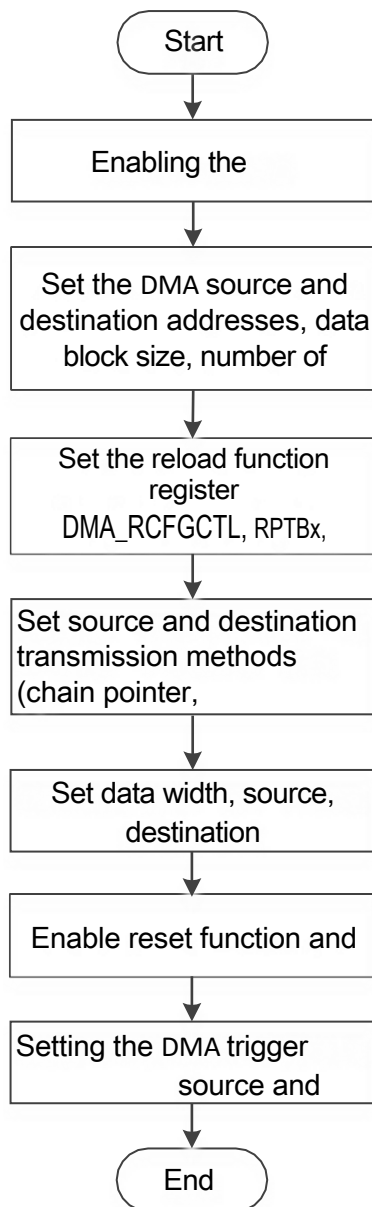 Start
Enabling the
Set the DMA source and
destination addresses, data
block size, number of
Set the reload function
register
DMA_RCFGCTL, RPTBx,
Set source and destination
transmission methods
(chain pointer,
Set data width, source,
destination
Enable reset function and
Setting the DMA trigger
source and
End